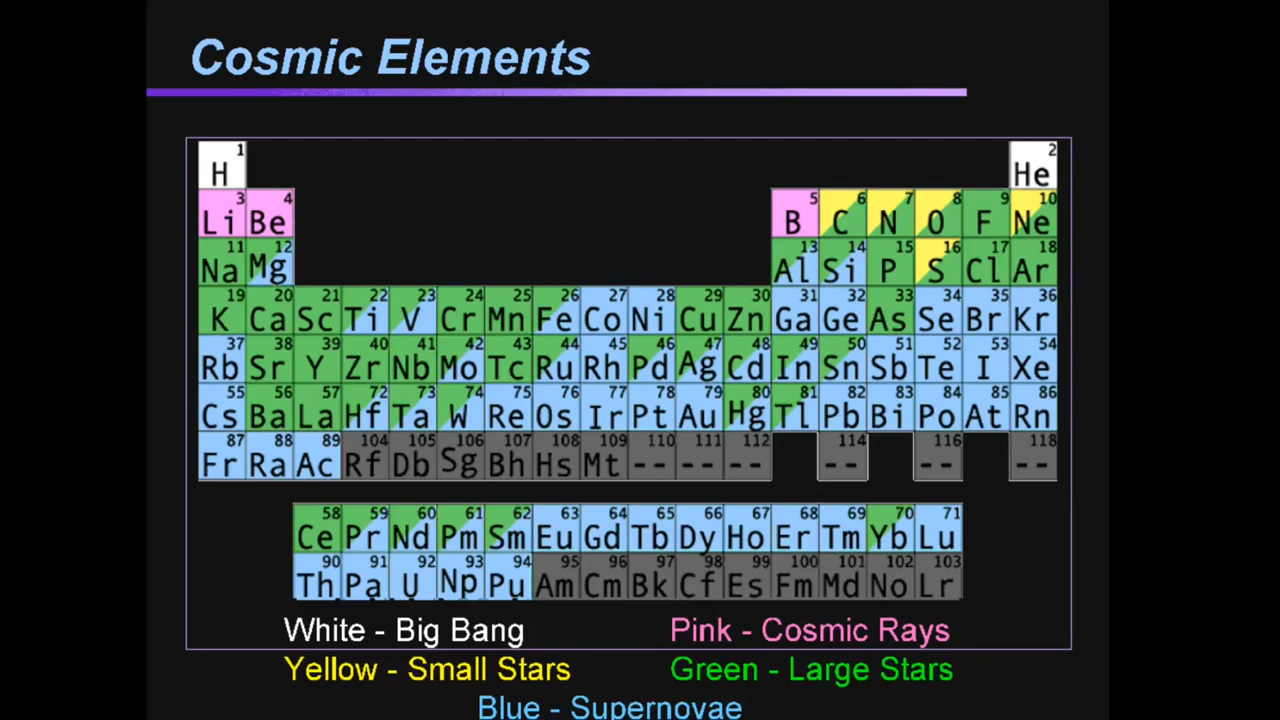 Cosmic Elements
1 2
H He
3 4 5 6 7 8 9 10
Li Be B C N O F Ne
11 12 13 14 15 16 17 18
Na Mg Al Si P S Cl Ar
19 20 21 22 23 24 25 26 27 28 29 30 31 32 33 34 35 36
K Ca Sc Ti V Cr Mn Fe Co Ni Cu Zn Ga Ge As Se Br Kr
37 38 39 40 41 42 43 44 45 46 47 48 49 50 51 52 53 54
Rb Sr Y Zr Nb Mo Tc Ru Rh Pd Ag Cd In Sn Sb Te I Xe
55 56 57 72 73 74 75 76 77 78 79 80 81 82 83 84 85 86
Cs Ba La Hf Ta W Re Os Ir Pt Au Hg Tl Pb Bi Po At Rn
87 88 89 104 105 106 107 108 109 110 111 112 114 116 118
Fr Ra Ac Rf Db Sg Bh Hs Mt -- -- -- -- -- --
58 59 60 61 62 63 64 65 66 67 68 69 70 71
Ce Pr Nd Pm Sm Eu Gd Tb Dy Ho Er Tm Yb Lu
90 91 92 93 94 95 96 97 98 99 100 101 102 103
Th Pa U Np Pu Am Cm Bk Cf Es Fm Md No Lr
White - Big Bang Pink - Cosmic Rays
Yellow - Small Stars Green - Large Stars
Blue - Supernovae